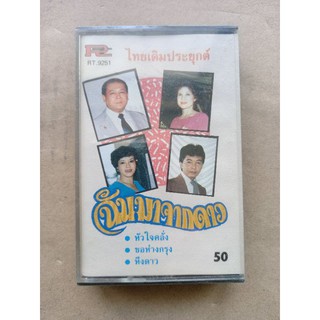 RT. 9251
ไทยเดิมประยุกต์
ฉันมาจากดาว
• หัวใจคลั่ง
• ขอห่างกรุง
• หึงดาว
50